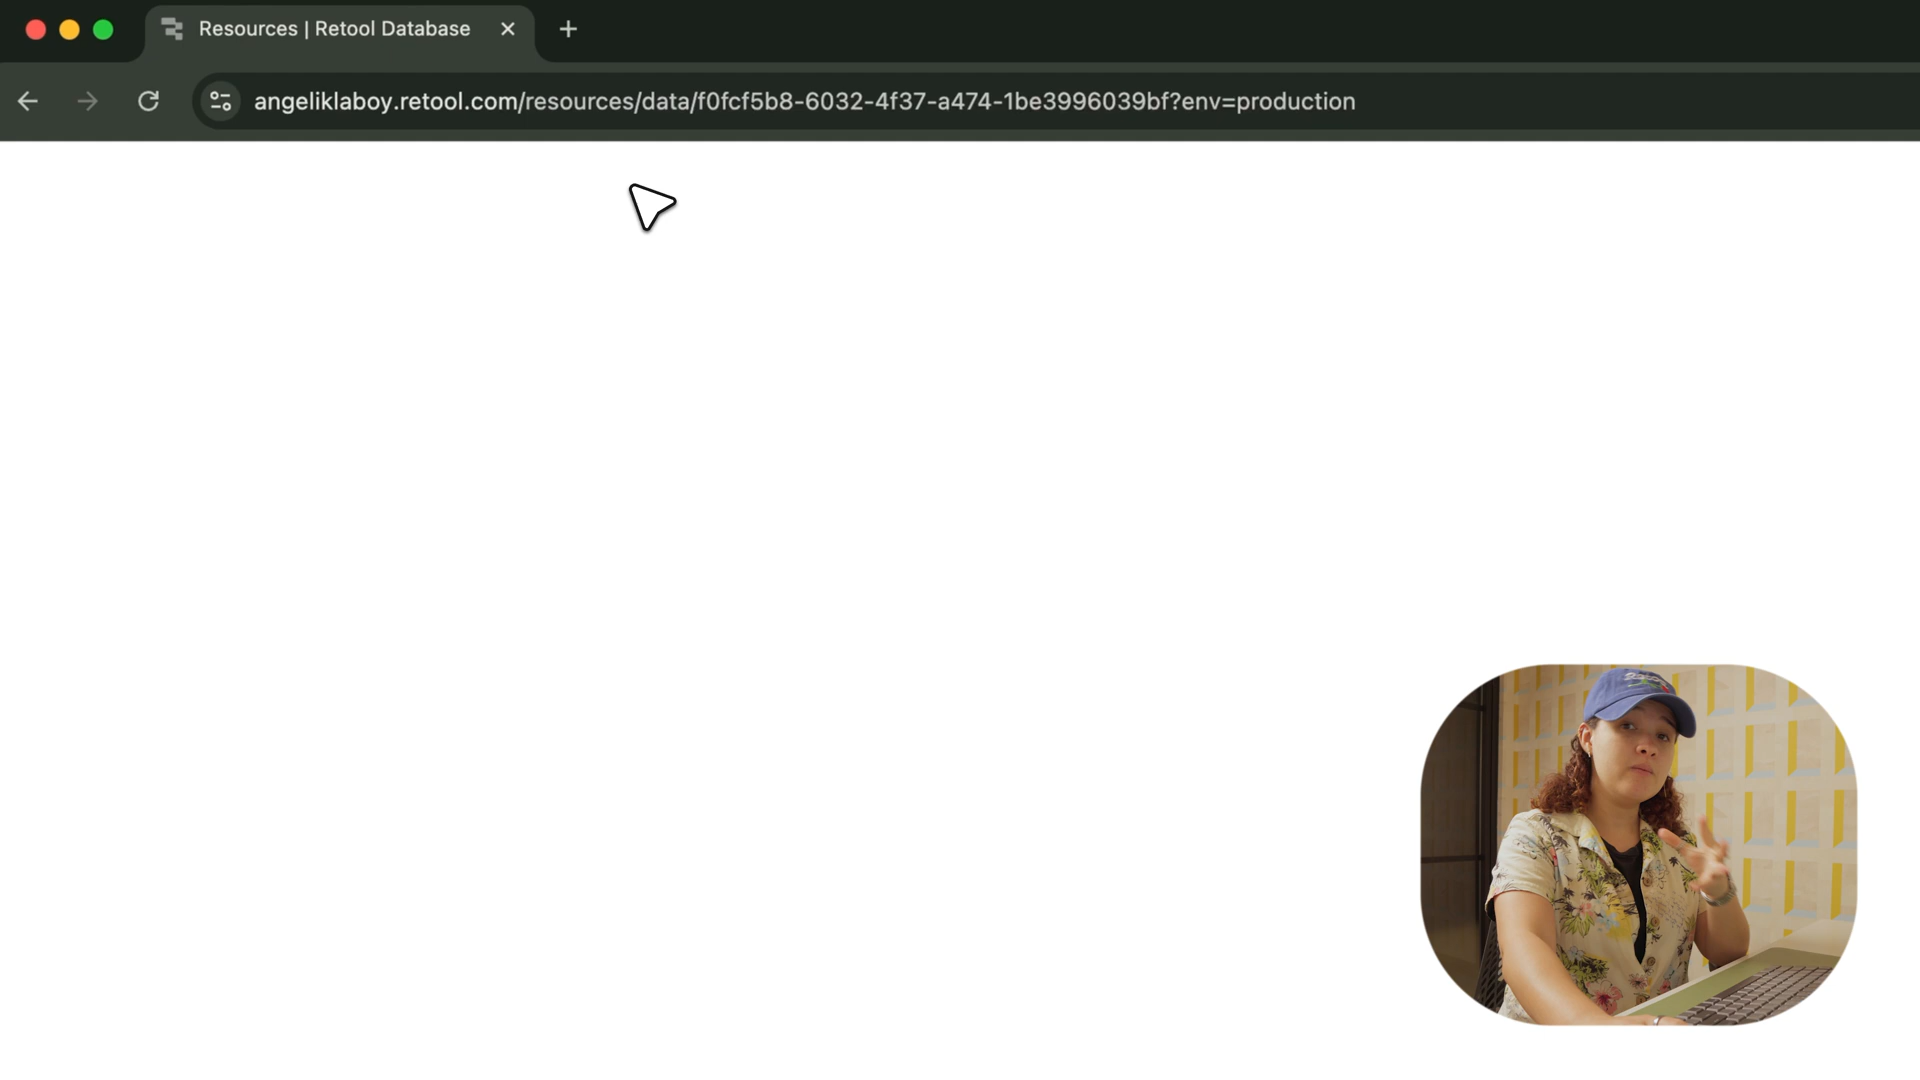 Resources | Retool Database
angeliklaboy.retool.com/resources/data/f0fcf5b8-6032-4f37-a474-1be3996039bf?env=production